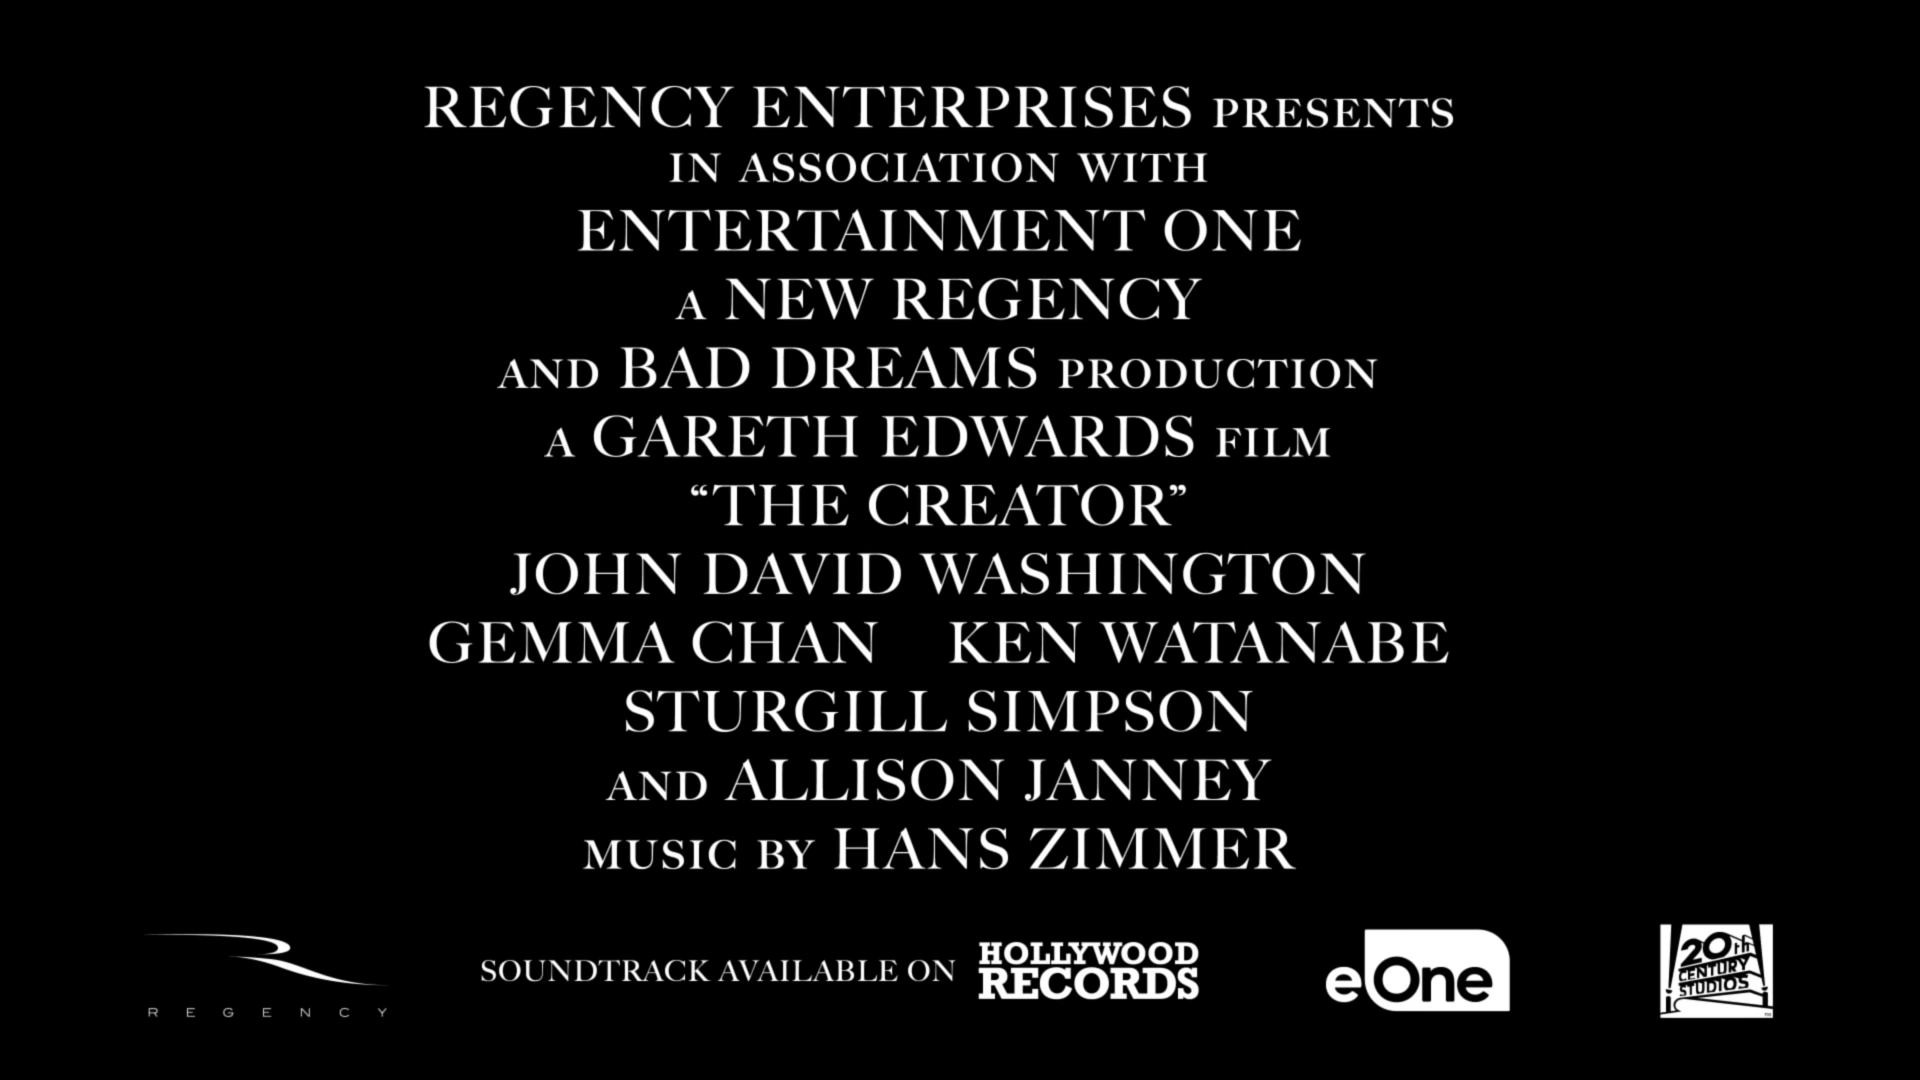 REGENCY ENTERPRISES PRESENTS
IN ASSOCIATION WITH
ENTERTAINMENT ONE
A NEW REGENCY
AND BAD DREAMS PRODUCTION
A GARETH EDWARDS FILM
“THE CREATOR”
JOHN DAVID WASHINGTON
GEMMA CHAN KEN WATANABE
STURGILL SIMPSON
AND ALLISON JANNEY
MUSIC BY HANS ZIMMER
REGENCY
SOUNDTRACK AVAILABLE ON
HOLLYWOOD
RECORDS
eOne
20th
CENTURY
STUDIOS